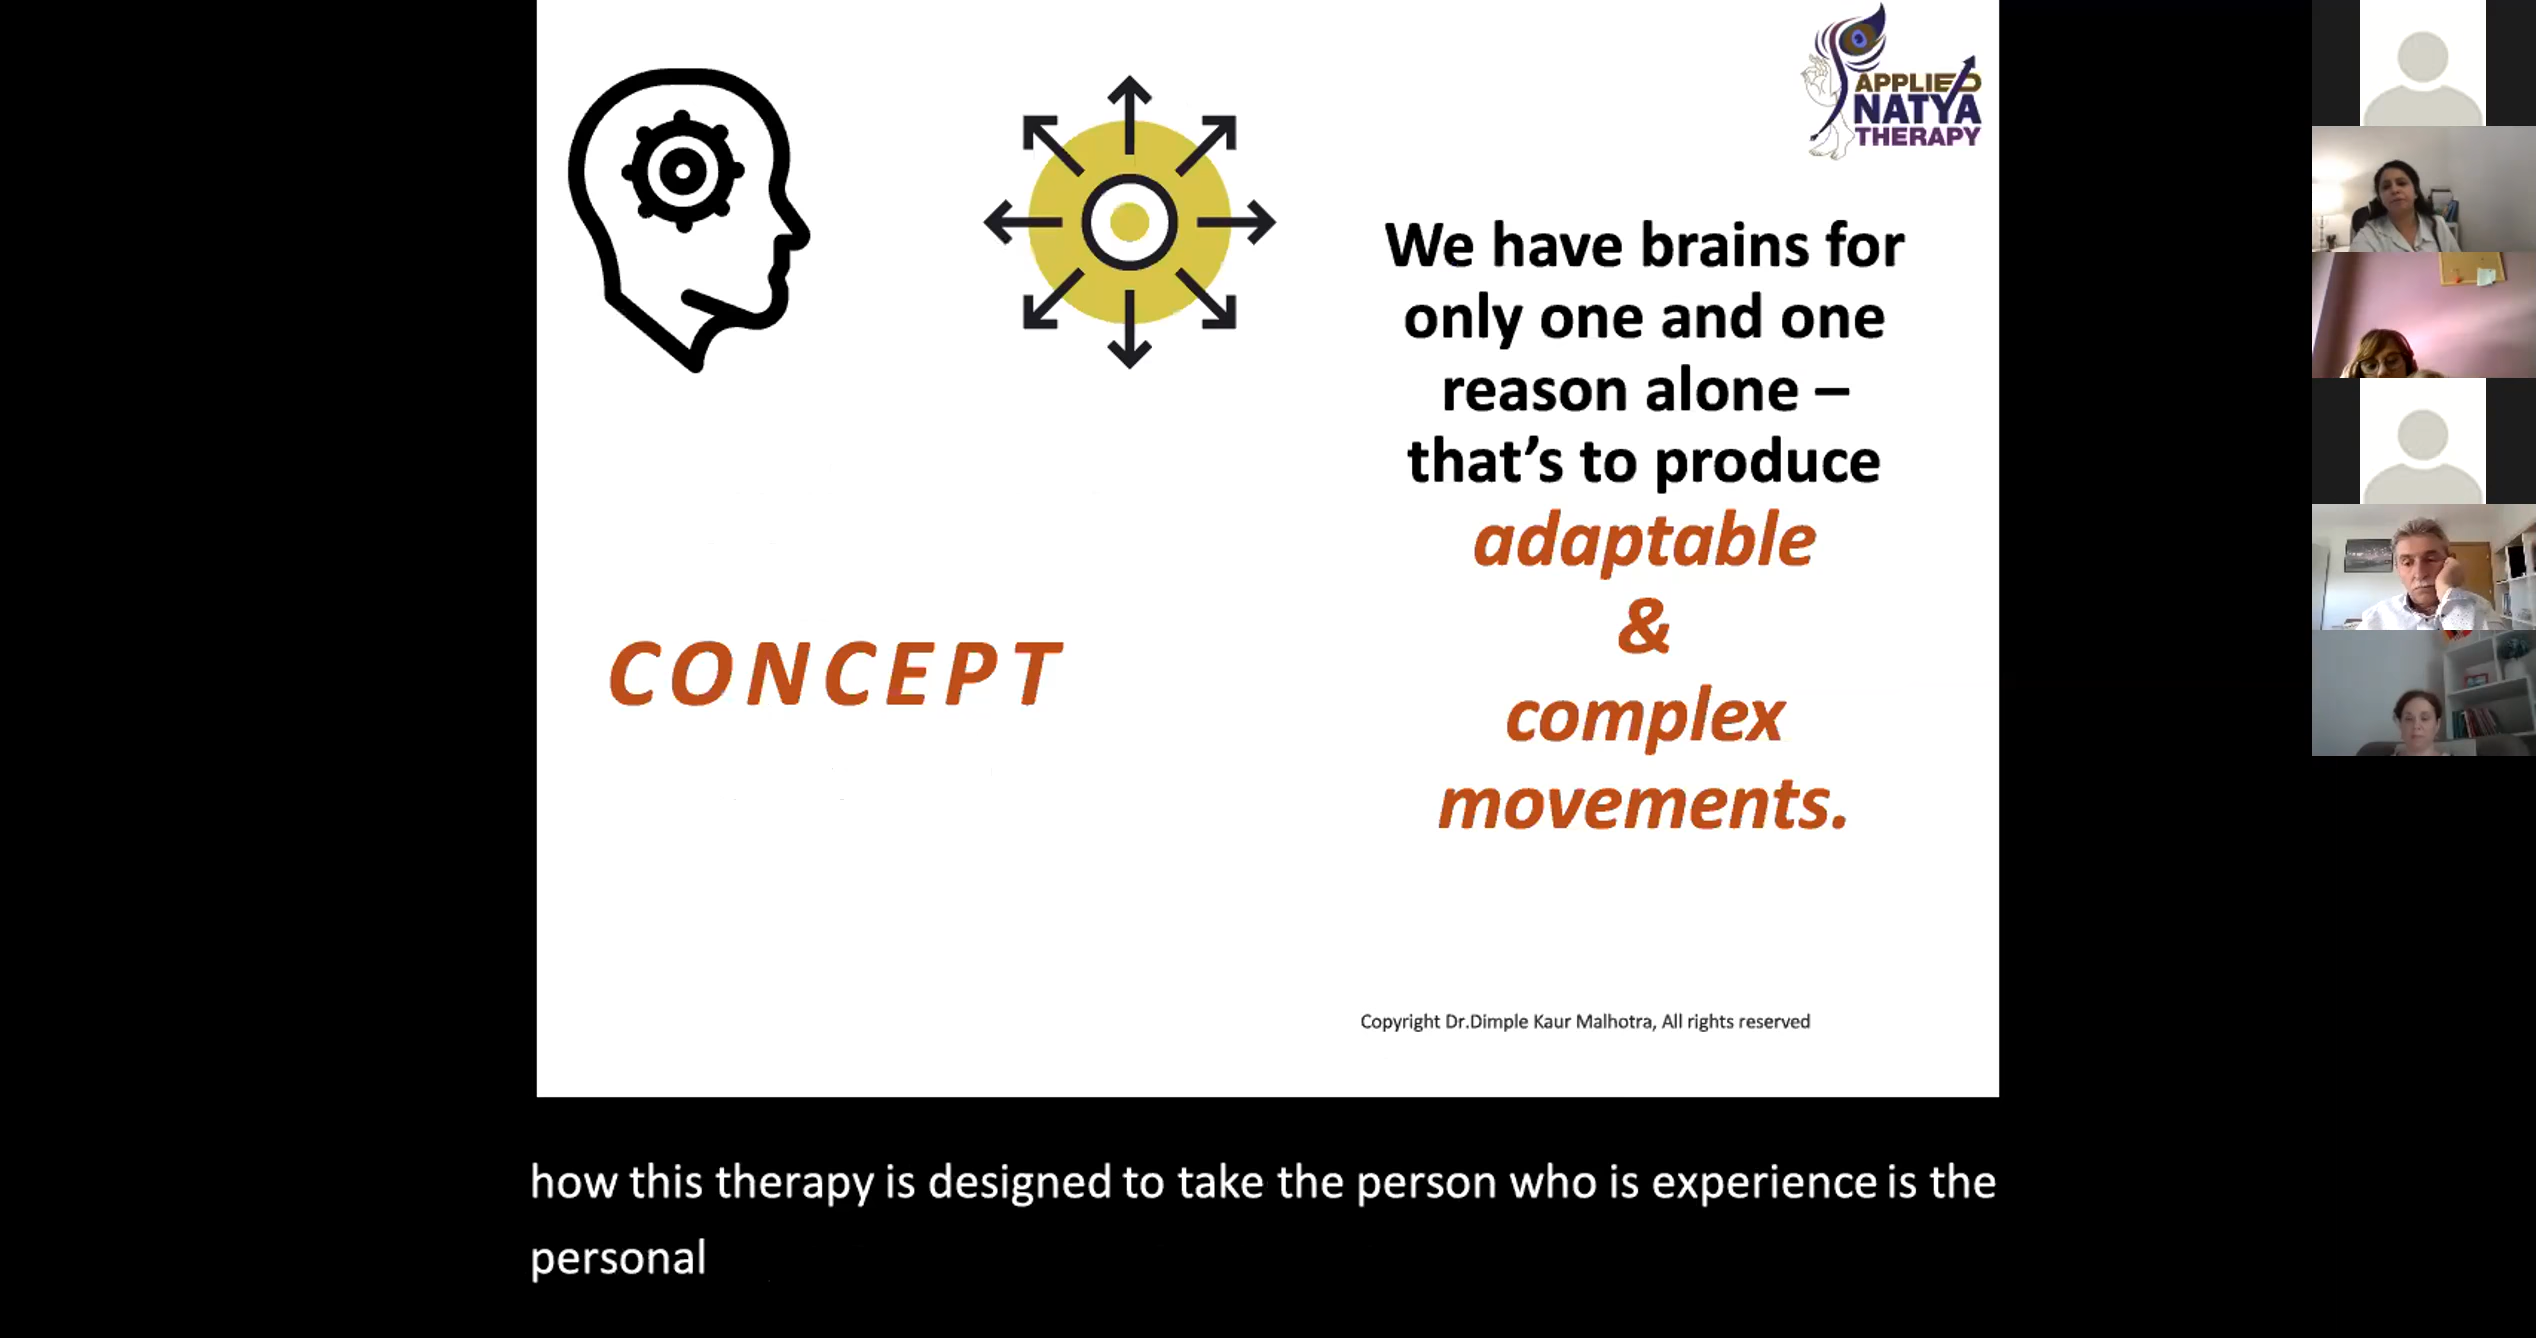 APPLIED
NATYA
THERAPY
We have brains for
only one and one
reason alone –
that's to produce
adaptable
&
complex
movements.
CONCEPT
Copyright Dr.Dimple Kaur Malhotra, All rights reserved
how this therapy is designed to take the person who is experience is the
personal